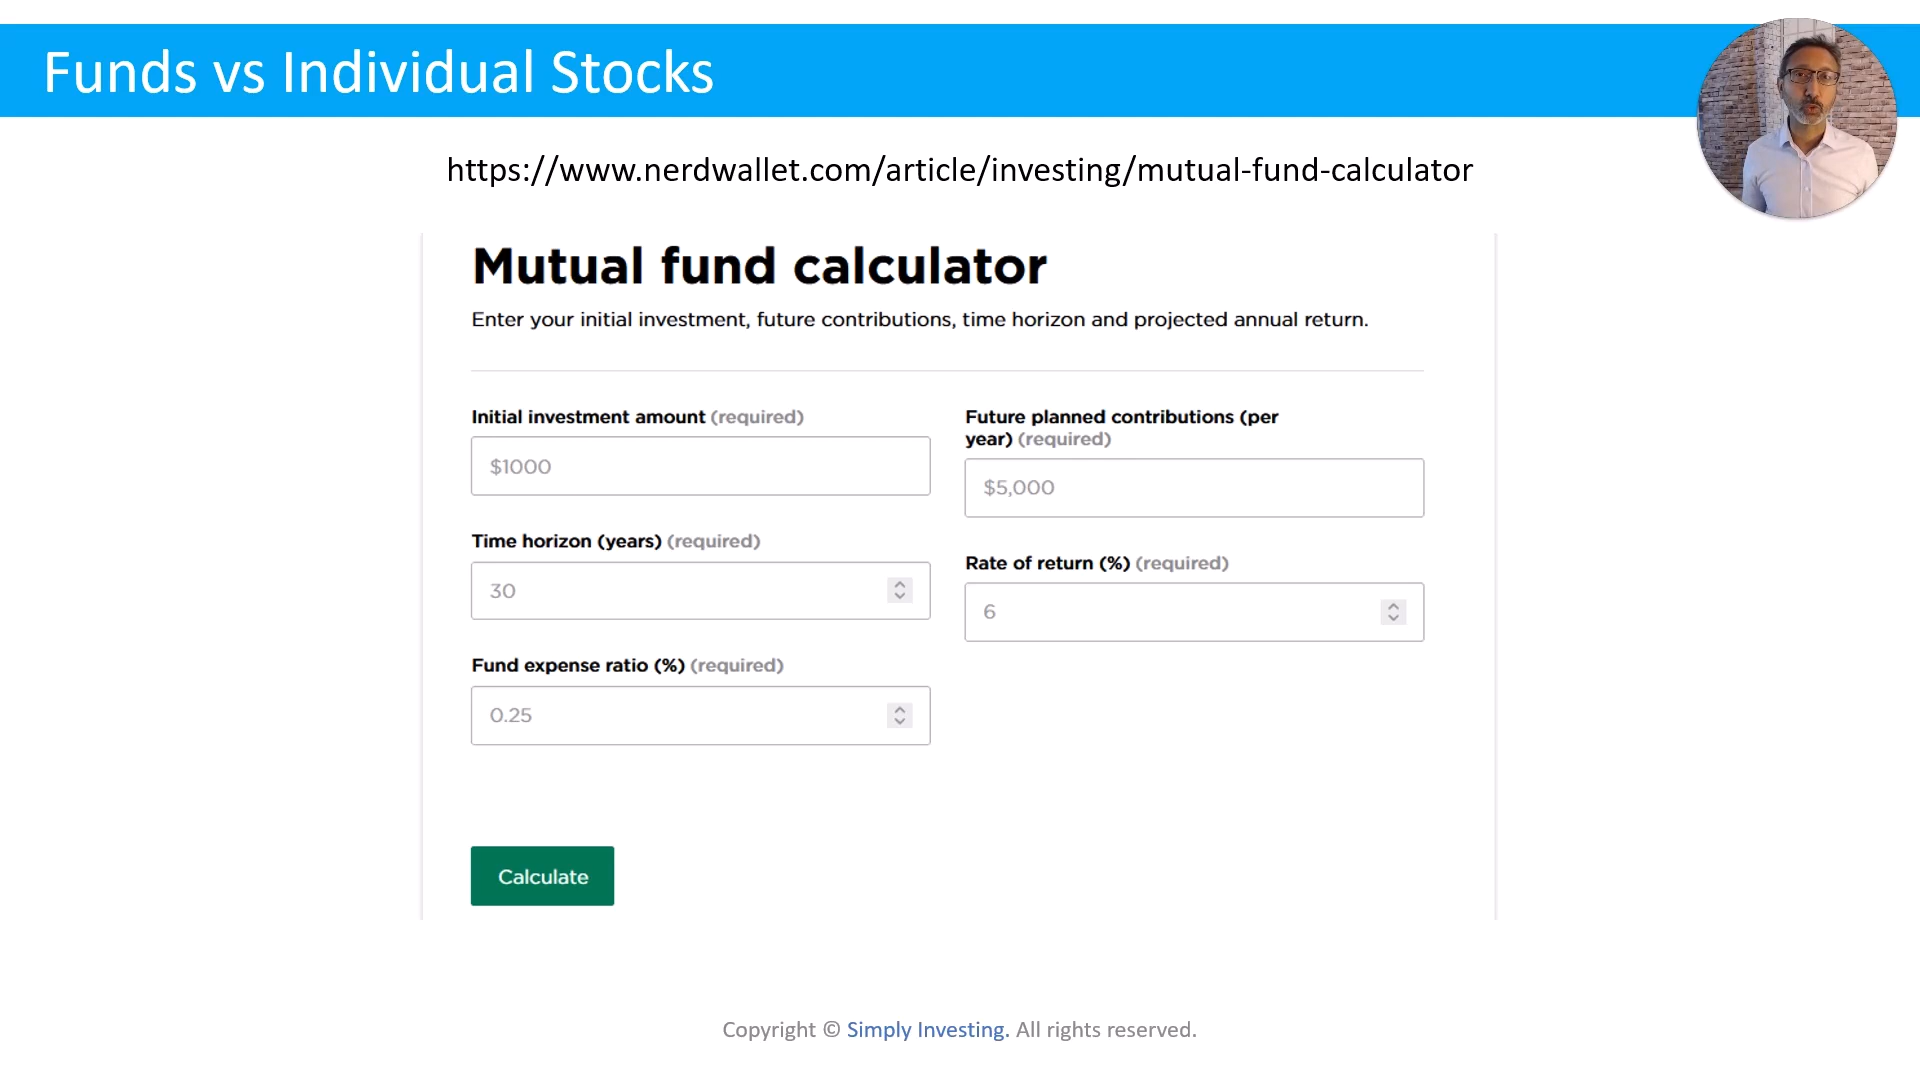 Funds vs Individual Stocks
https://www.nerdwallet.com/article/investing/mutual-fund-calculator
Mutual fund calculator
Enter your initial investment, future contributions, time horizon and projected annual return.
Initial investment amount (required)
$1000
Future planned contributions (per
year) (required)
$5,000
Time horizon (years) (required)
30
Rate of return (%) (required)
6
Fund expense ratio (%) (required)
0.25
Calculate
Copyright © Simply Investing. All rights reserved.